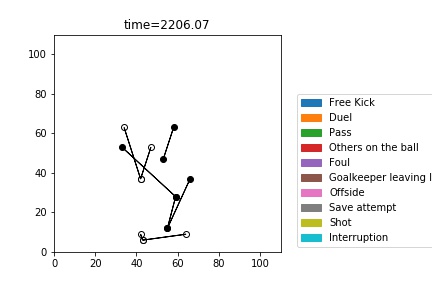 time=2206.07
100
80
60
40
20
0
0 20 40 60 80 100
Free Kick
Duel
Pass
Others on the ball
Foul
Goalkeeper leaving l
Offside
Save attempt
Shot
Interruption